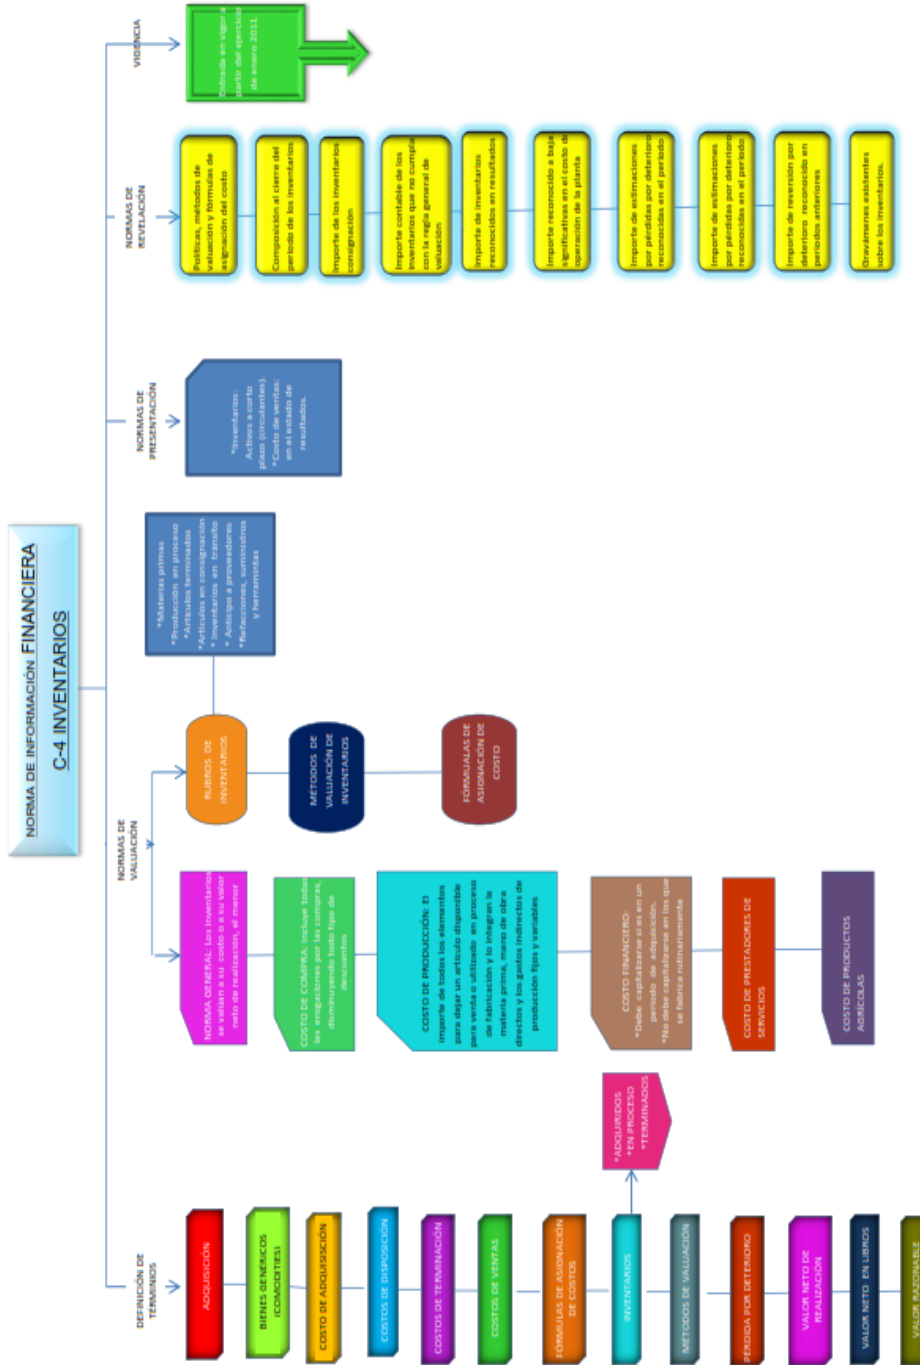 NORMA DE INFORMACIÓN FINANCIERA
C-4 INVENTARIOS
DEFINICIÓN DE
TERMINIOS
ADQUISICIÓN
BIENES GENÉRICOS
(COMODITIES)
COSTO DE ADQUISISCIÓN
COSTOS DE DISPOSICIÓN
COSTOS DE TERMINACIÓN
COSTOS DE VENTAS
FÓRMULAS DE ASIONACIÓN
DE COSTOS
INVENTARIOS
*ADQUIRIDOS
*EN PROCESO
*TERMINADOS
MÉTODOS DE VALUACIÓN
PERDIDA POR DETERIORO
VALOR NETO DE
REALIZACIÓN
VALOR NETO EN LIBROS
VALOR RAZONABLE
NORMAS DE
VALUACIÓN
NORMA GENERAL: Los inventarios
se valúan a su costo o a su valor
neto de realización, el menor
COSTO DE COMPRA: Incluye todas
las erogaciones por las compras,
disminuyendo todo tipo de
descuentos
COSTO DE PRODUCCIÓN: El
importe de todos los elementos
para dejar un artículo disponible
para venta o utilizado en proceso
de fabricación y lo integran la
materia prima, mano de obra
directos y los gastos indirectos de
producción fijos y variables
COSTO FINANCIERO:
*Debe capitalizarse si es en un
periodo de adquisición.
*No debe capitalizarse en los que
se fabrica rutinariamente
COSTO DE PRESTADORES DE
SERVICIOS
COSTO DE PRODUCTOS
AGRÍCOLAS
RUBROS DE
INVENTARIOS
*Materias primas
*Producción en proceso
*Artículos terminados
*Artículos en consignación
* Inventarios en tránsito
* Anticipo a proveedores
*Refacciones, suministros
y herramintas
MÉTODOS DE
VALUACIÓN DE
INVENTARIOS
FÓRMUALAS DE
ASIONACIÓN DE
COSTO
NORMAS DE
PRESENTACIÓN
*Inventarios:
Activos a corto
plazo (circulantes).
*Costo de ventas:
en el estado de
resultados.
NORMAS DE
REVELACIÓN
Políticas, métodos de
valuación y fórmulas de
asignación del costo
Composición al cierre del
periodo de los inventarios
Importe de los inventarios
consignación
Importe contable de los
inventarios que no cumpla
con la regla general de
valuación
Importe de inventarios
reconocidos en resultados
Importe reconocido a baja
significativas en el costo de
operación de la planta
Importe de estimaciones
por pérdidas por deterioro
reconocidas en el periodo
Importe de estimaciones
por pérdidas por deterioro
reconocidas en el periodo
Importe de reversión por
deterioro reconocido en
periodos anteriores
Gravámenes existentes
sobre los inventarios.
VIGENCIA
Entrada en vigor a
partir del ejercicio
de enero 2011.